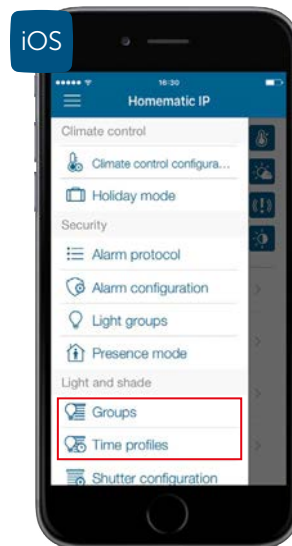 iOS
16:30
Homematic IP
Climate control
Climate control configura...
Holiday mode
Security
Alarm protocol
Alarm configuration
Light groups
Presence mode
Light and shade
Groups
Time profiles
Shutter configuration